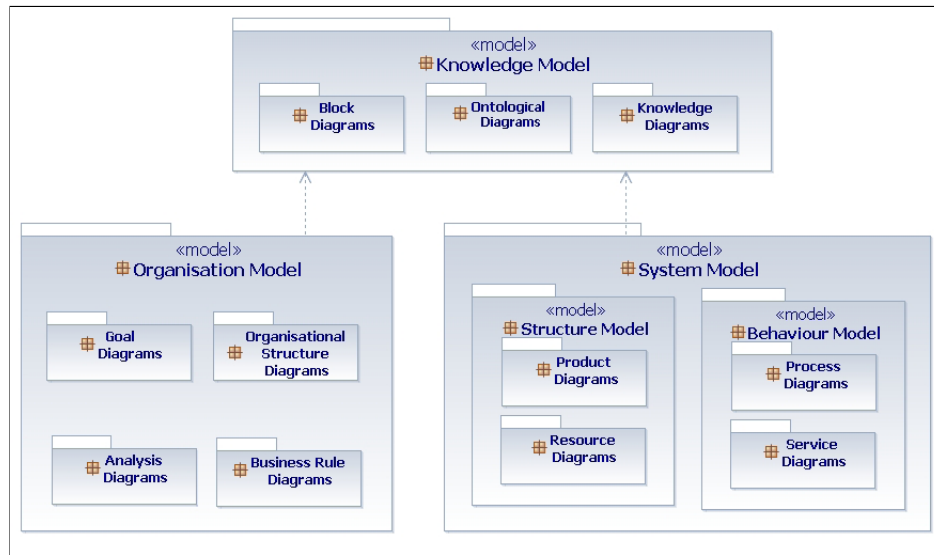 «model»
Knowledge Model
Block
Diagrams
Ontological
Diagrams
Knowledge
Diagrams
«model»
Organisation Model
Goal
Diagrams
Organisational
Structure
Diagrams
Analysis
Diagrams
Business Rule
Diagrams
«model»
System Model
«model»
Structure Model
Product
Diagrams
Resource
Diagrams
«model»
Behaviour Model
Process
Diagrams
Service
Diagrams